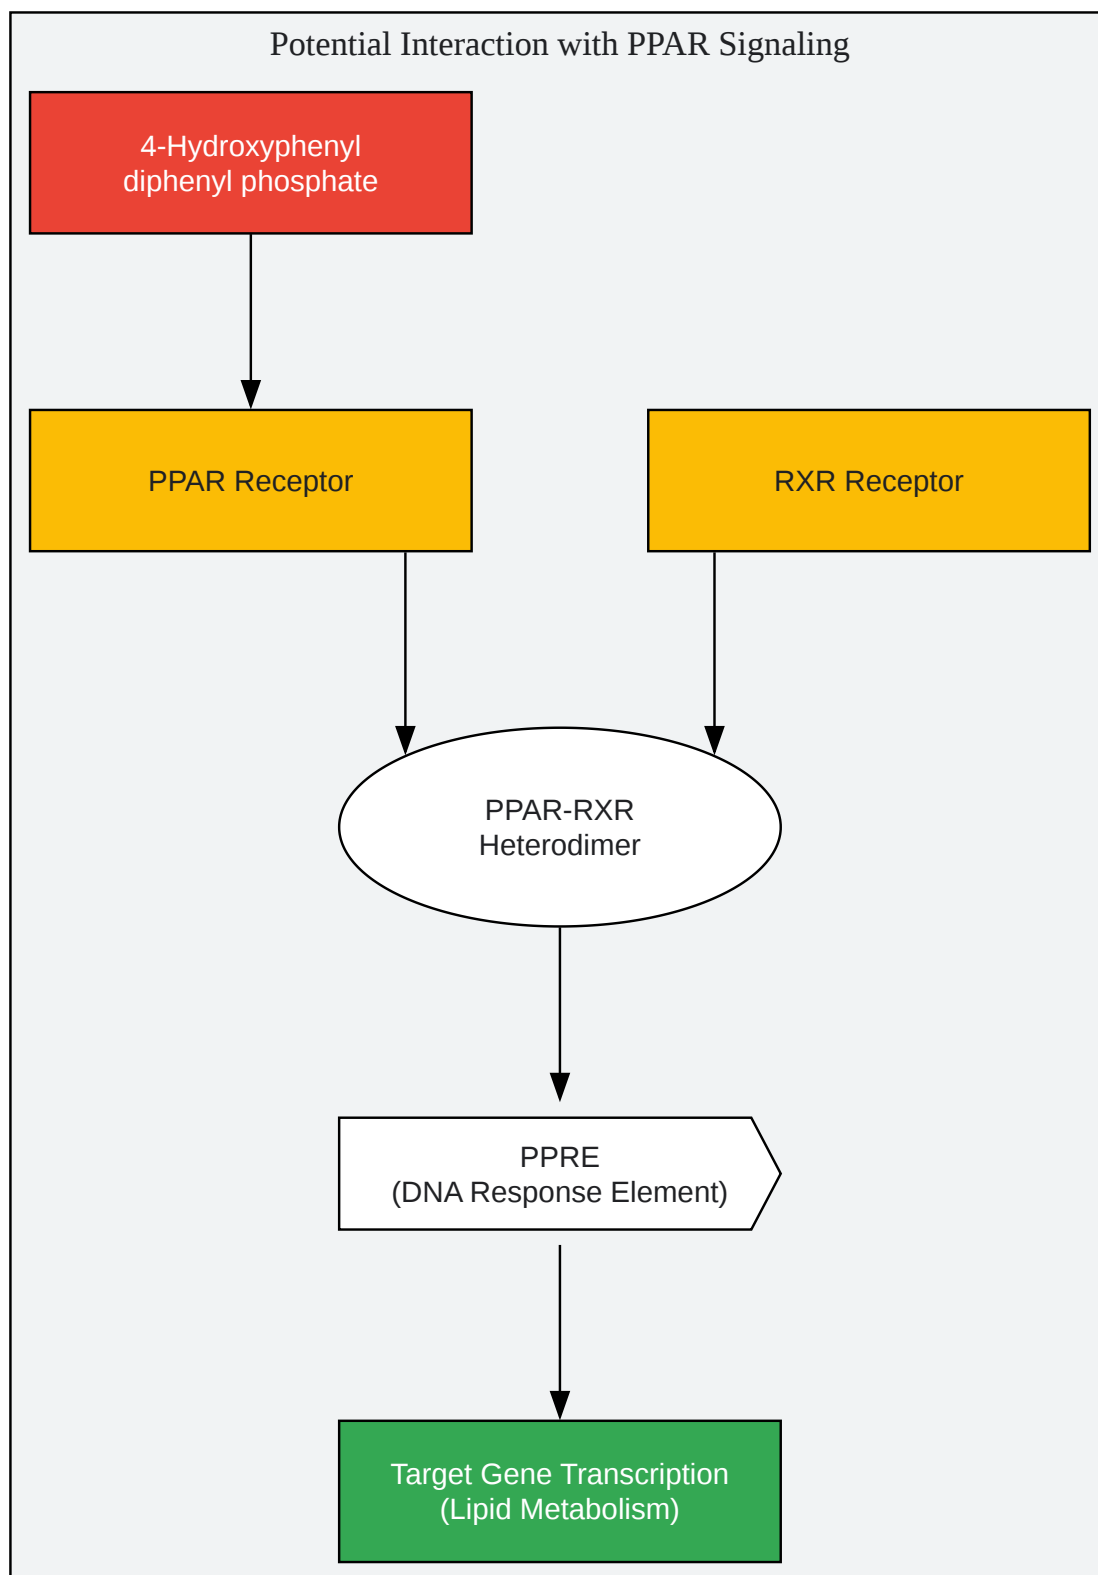 Potential Interaction with PPAR Signaling
4-Hydroxyphenyl
diphenyl phosphate
PPAR Receptor
RXR Receptor
PPAR-RXR
Heterodimer
PPRE
(DNA Response Element)
Target Gene Transcription
(Lipid Metabolism)